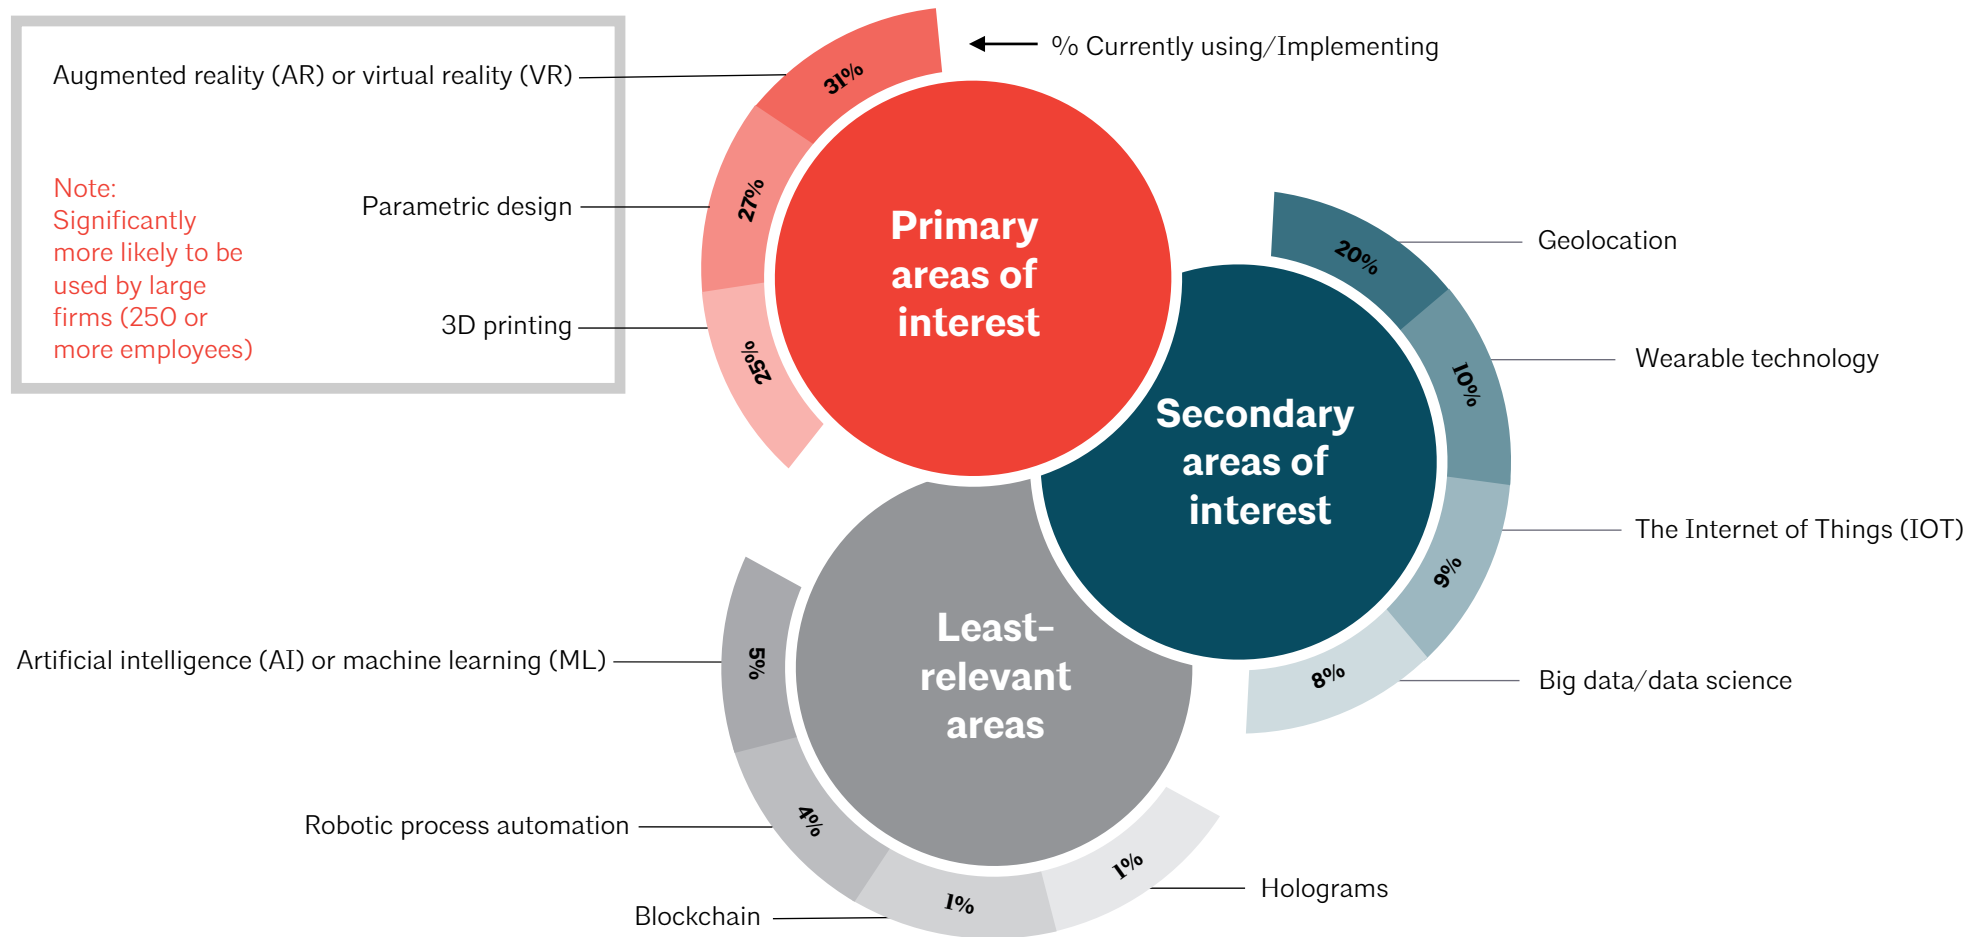 % Currently using/Implementing
Augmented reality (AR) or virtual reality (VR)
31%
Note:
Significantly
more likely to be
used by large
firms (250 or
more employees)
Parametric design
27%
3D printing
25%
Primary
areas of
interest
Geolocation
20%
Wearable technology
10%
The Internet of Things (IOT)
9%
Big data/data science
8%
Secondary
areas of
interest
Least-
relevant
areas
Artificial intelligence (AI) or machine learning (ML)
5%
Robotic process automation
4%
Blockchain
1%
Holograms
1%